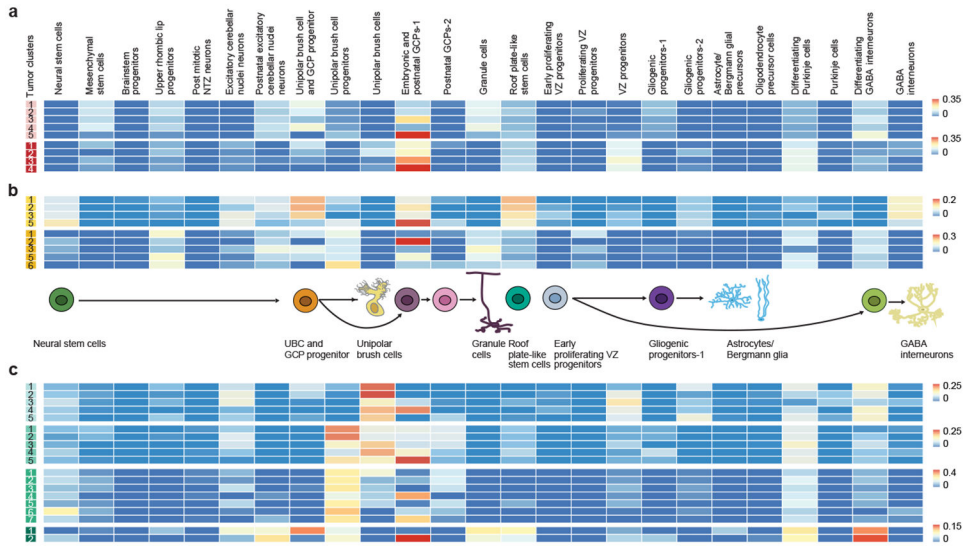 a
Tumor clusters
Neural stem cells
Mesenchymal
stem cells
Brainstem
progenitors
Upper rhombic lip
progenitors
Post mitotic
NTZ neurons
Excitatory cerebellar
nuclei neurons
Postnatal excitatory
cerebellar nuclei
neurons
Unipolar brush cell
and GCP progenitor
Unipolar brush cell
progenitors
Unipolar brush cells
Embryonic and
postnatal GCPs-1
Postnatal GCPs-2
Granule cells
Roof plate-like
stem cells
Early proliferating
VZ progenitors
Proliferating VZ
progenitors
VZ progenitors
Gliogenic
progenitors-1
Gliogenic
progenitors-2
Astrocyte/
Bergmann glial
precursors
Oligodendrocyte
precursor cells
Differentiating
Purkinje cells
Purkinje cells
Differentiating
GABA interneurons
GABA
interneurons
1
2
3
4
5
0.35
0
1
2
3
4
0.35
0
b
1
2
3
5
0.2
0
1
2
3
5
6
0.3
0
Neural stem cells
UBC and
GCP progenitor
Unipolar
brush cells
Granule
cells
Roof
plate-like
stem cells
Early
proliferating VZ
progenitors
Gliogenic
progenitors-1
Astrocytes/
Bergmann glia
GABA
interneurons
c
1
2
3
4
5
0.25
0
1
2
3
4
5
0.25
0
1
2
3
4
5
6
7
0.4
0
1
2
0.15
0